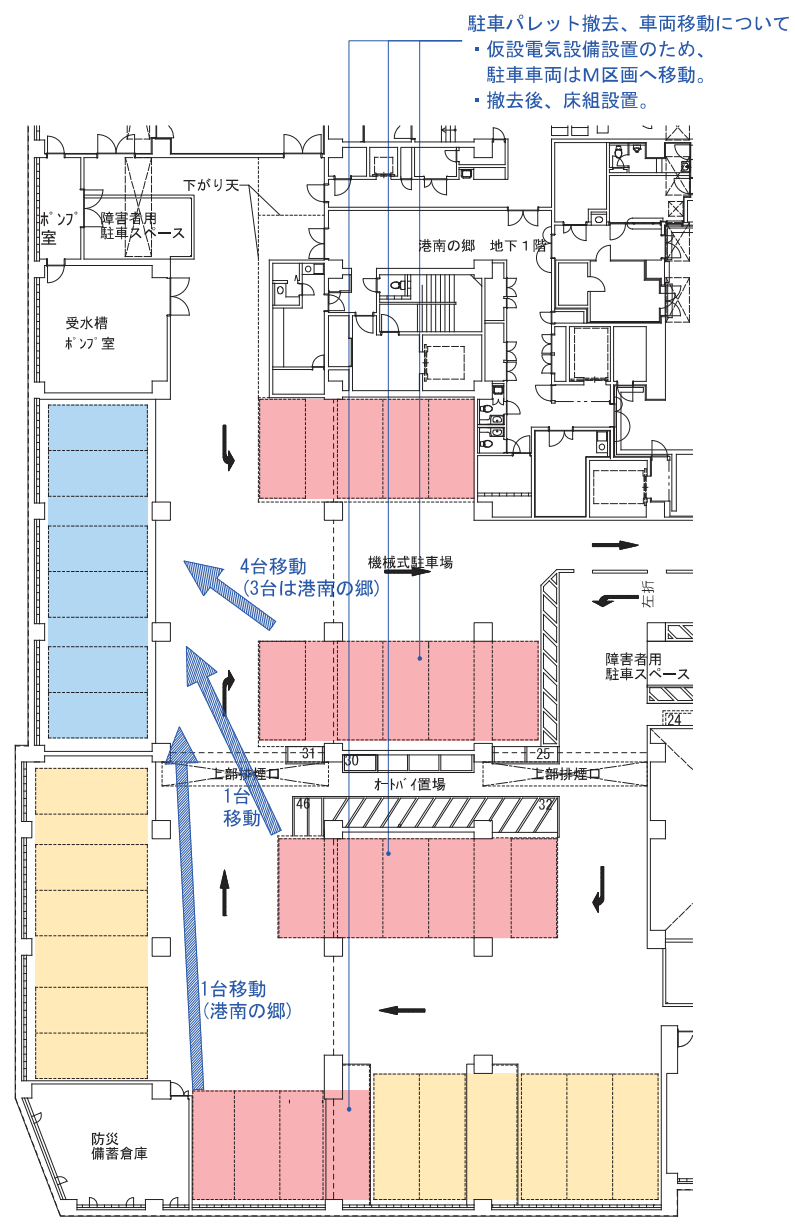 駐車パレット撤去、車両移動について
・仮設電気設備設置のため、
駐車車両はM区画へ移動。
・撤去後、床組設置。
下がり天
ﾎﾟﾝﾌﾟ
室
障害者用
駐車スペース
港南の郷　地下１階
受水槽
ﾎﾟﾝﾌﾟ室
4台移動
(3台は港南の郷)
機械式駐車場
左折
障害者用
駐車スペース
24
31
30
25
上部排煙口
上部排煙口
ｵｰﾄﾊﾞｲ置場
1台
移動
46
32
1台移動
(港南の郷)
防災
備蓄倉庫